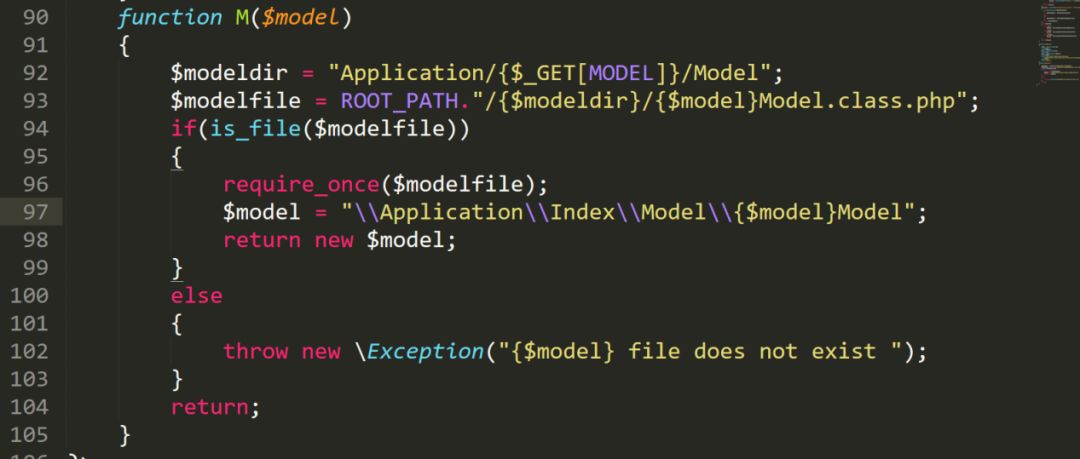 90 function M($model)
91 {
92 $modeldir = "Application/{$_GET[MODEL]}/Model";
93 $modelfile = ROOT_PATH."/{$modeldir}/{$model}Model.class.php";
94 if(is_file($modelfile))
95 {
96 require_once($modelfile);
97 $model = "\\Application\\Index\\Model\\{$model}Model";
98 return new $model;
99 }
100 else
101 {
102 throw new \Exception("{$model} file does not exist ");
103 }
104 return;
105 }